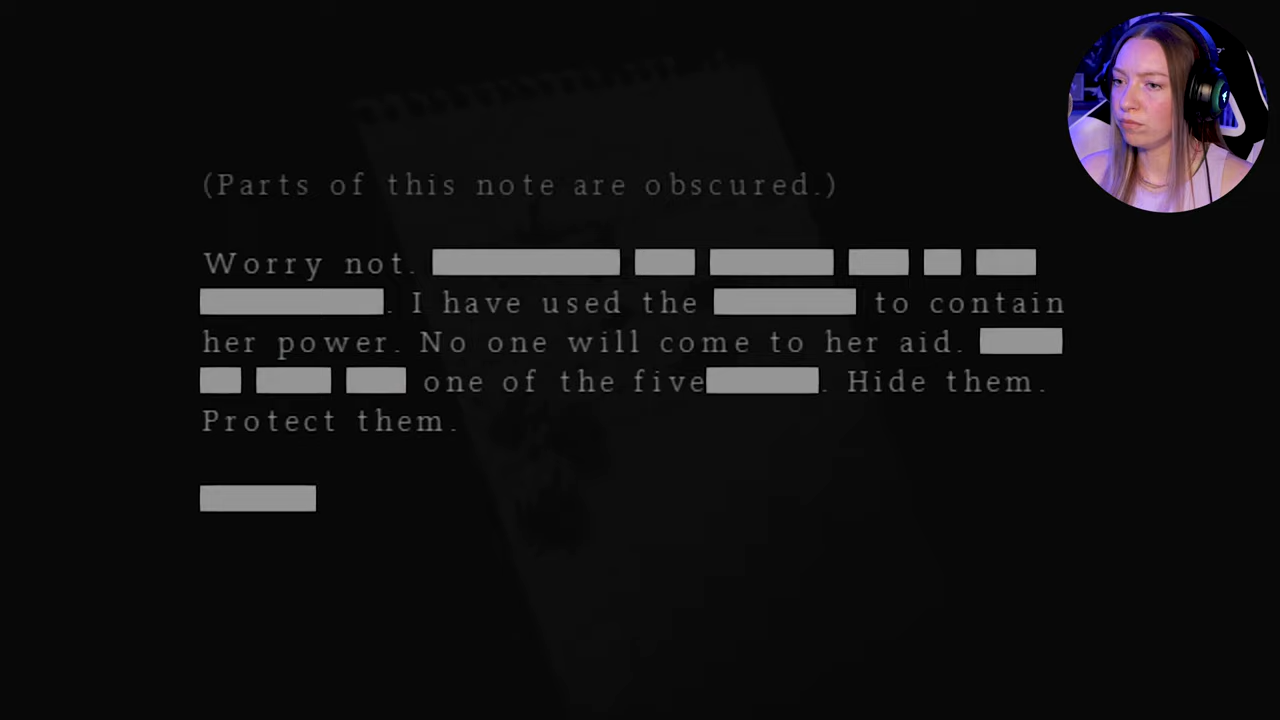 (Parts of this note are obscured.)
Worry not.
. I have used the to contain
her power. No one will come to her aid.
one of the five . Hide them.
Protect them.